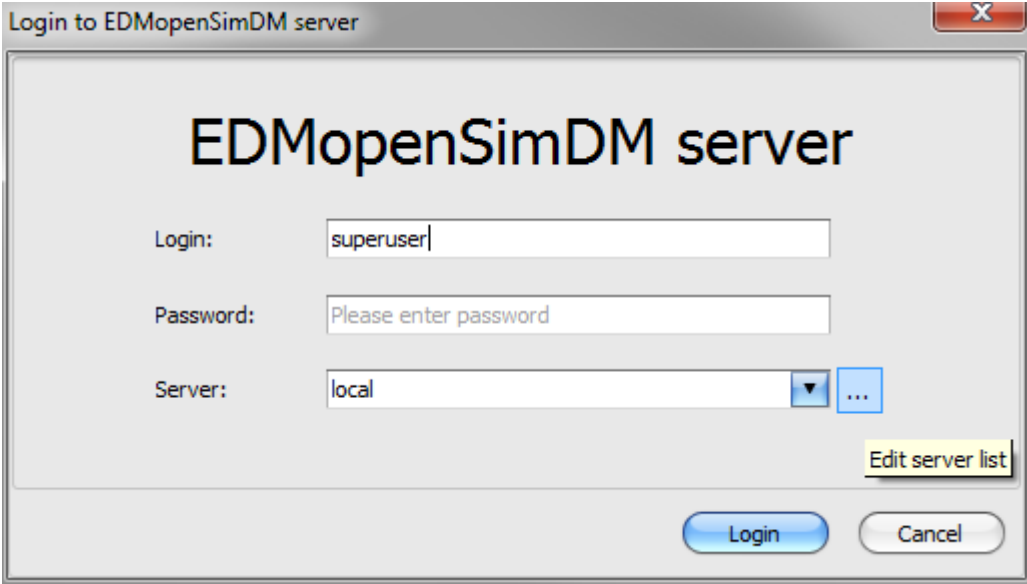 Login to EDMopenSimDM server
x
EDMopenSimDM server
Login: superuser
Password: Please enter password
Server: local ...
Edit server list
Login Cancel